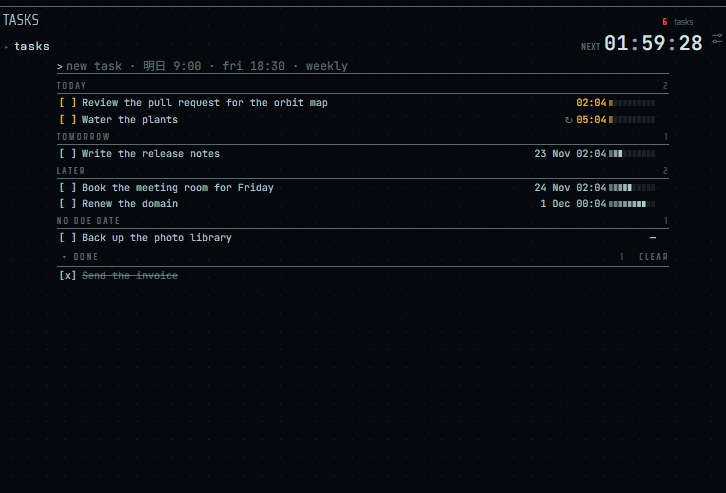 TASKS
6 tasks
tasks
NEXT 01:59:28
> new task · 明日 9:00 · fri 18:30 · weekly
TODAY 2
[ ] Review the pull request for the orbit map 02:04
[ ] Water the plants ↻ 05:04
TOMORROW 1
[ ] Write the release notes 23 Nov 02:04
LATER 2
[ ] Book the meeting room for Friday 24 Nov 02:04
[ ] Renew the domain 1 Dec 00:04
NO DUE DATE 1
[ ] Back up the photo library —
DONE 1 CLEAR
[x] Send the invoice